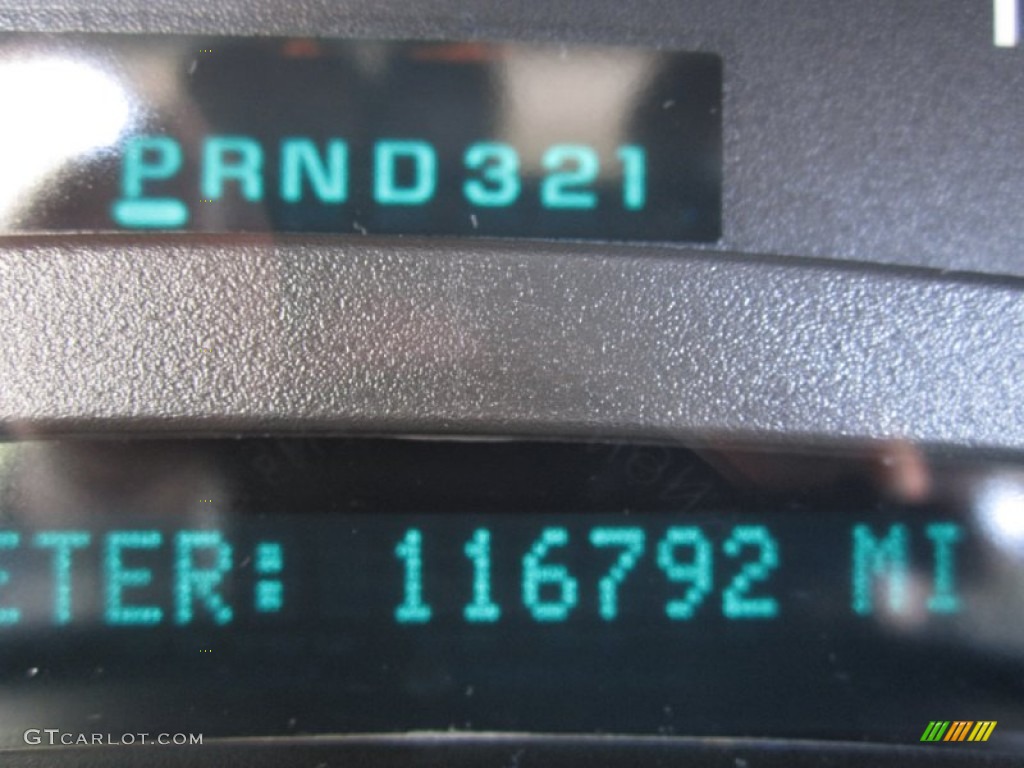 PRND321
ETER: 116792 MI
GTCARLOT.COM